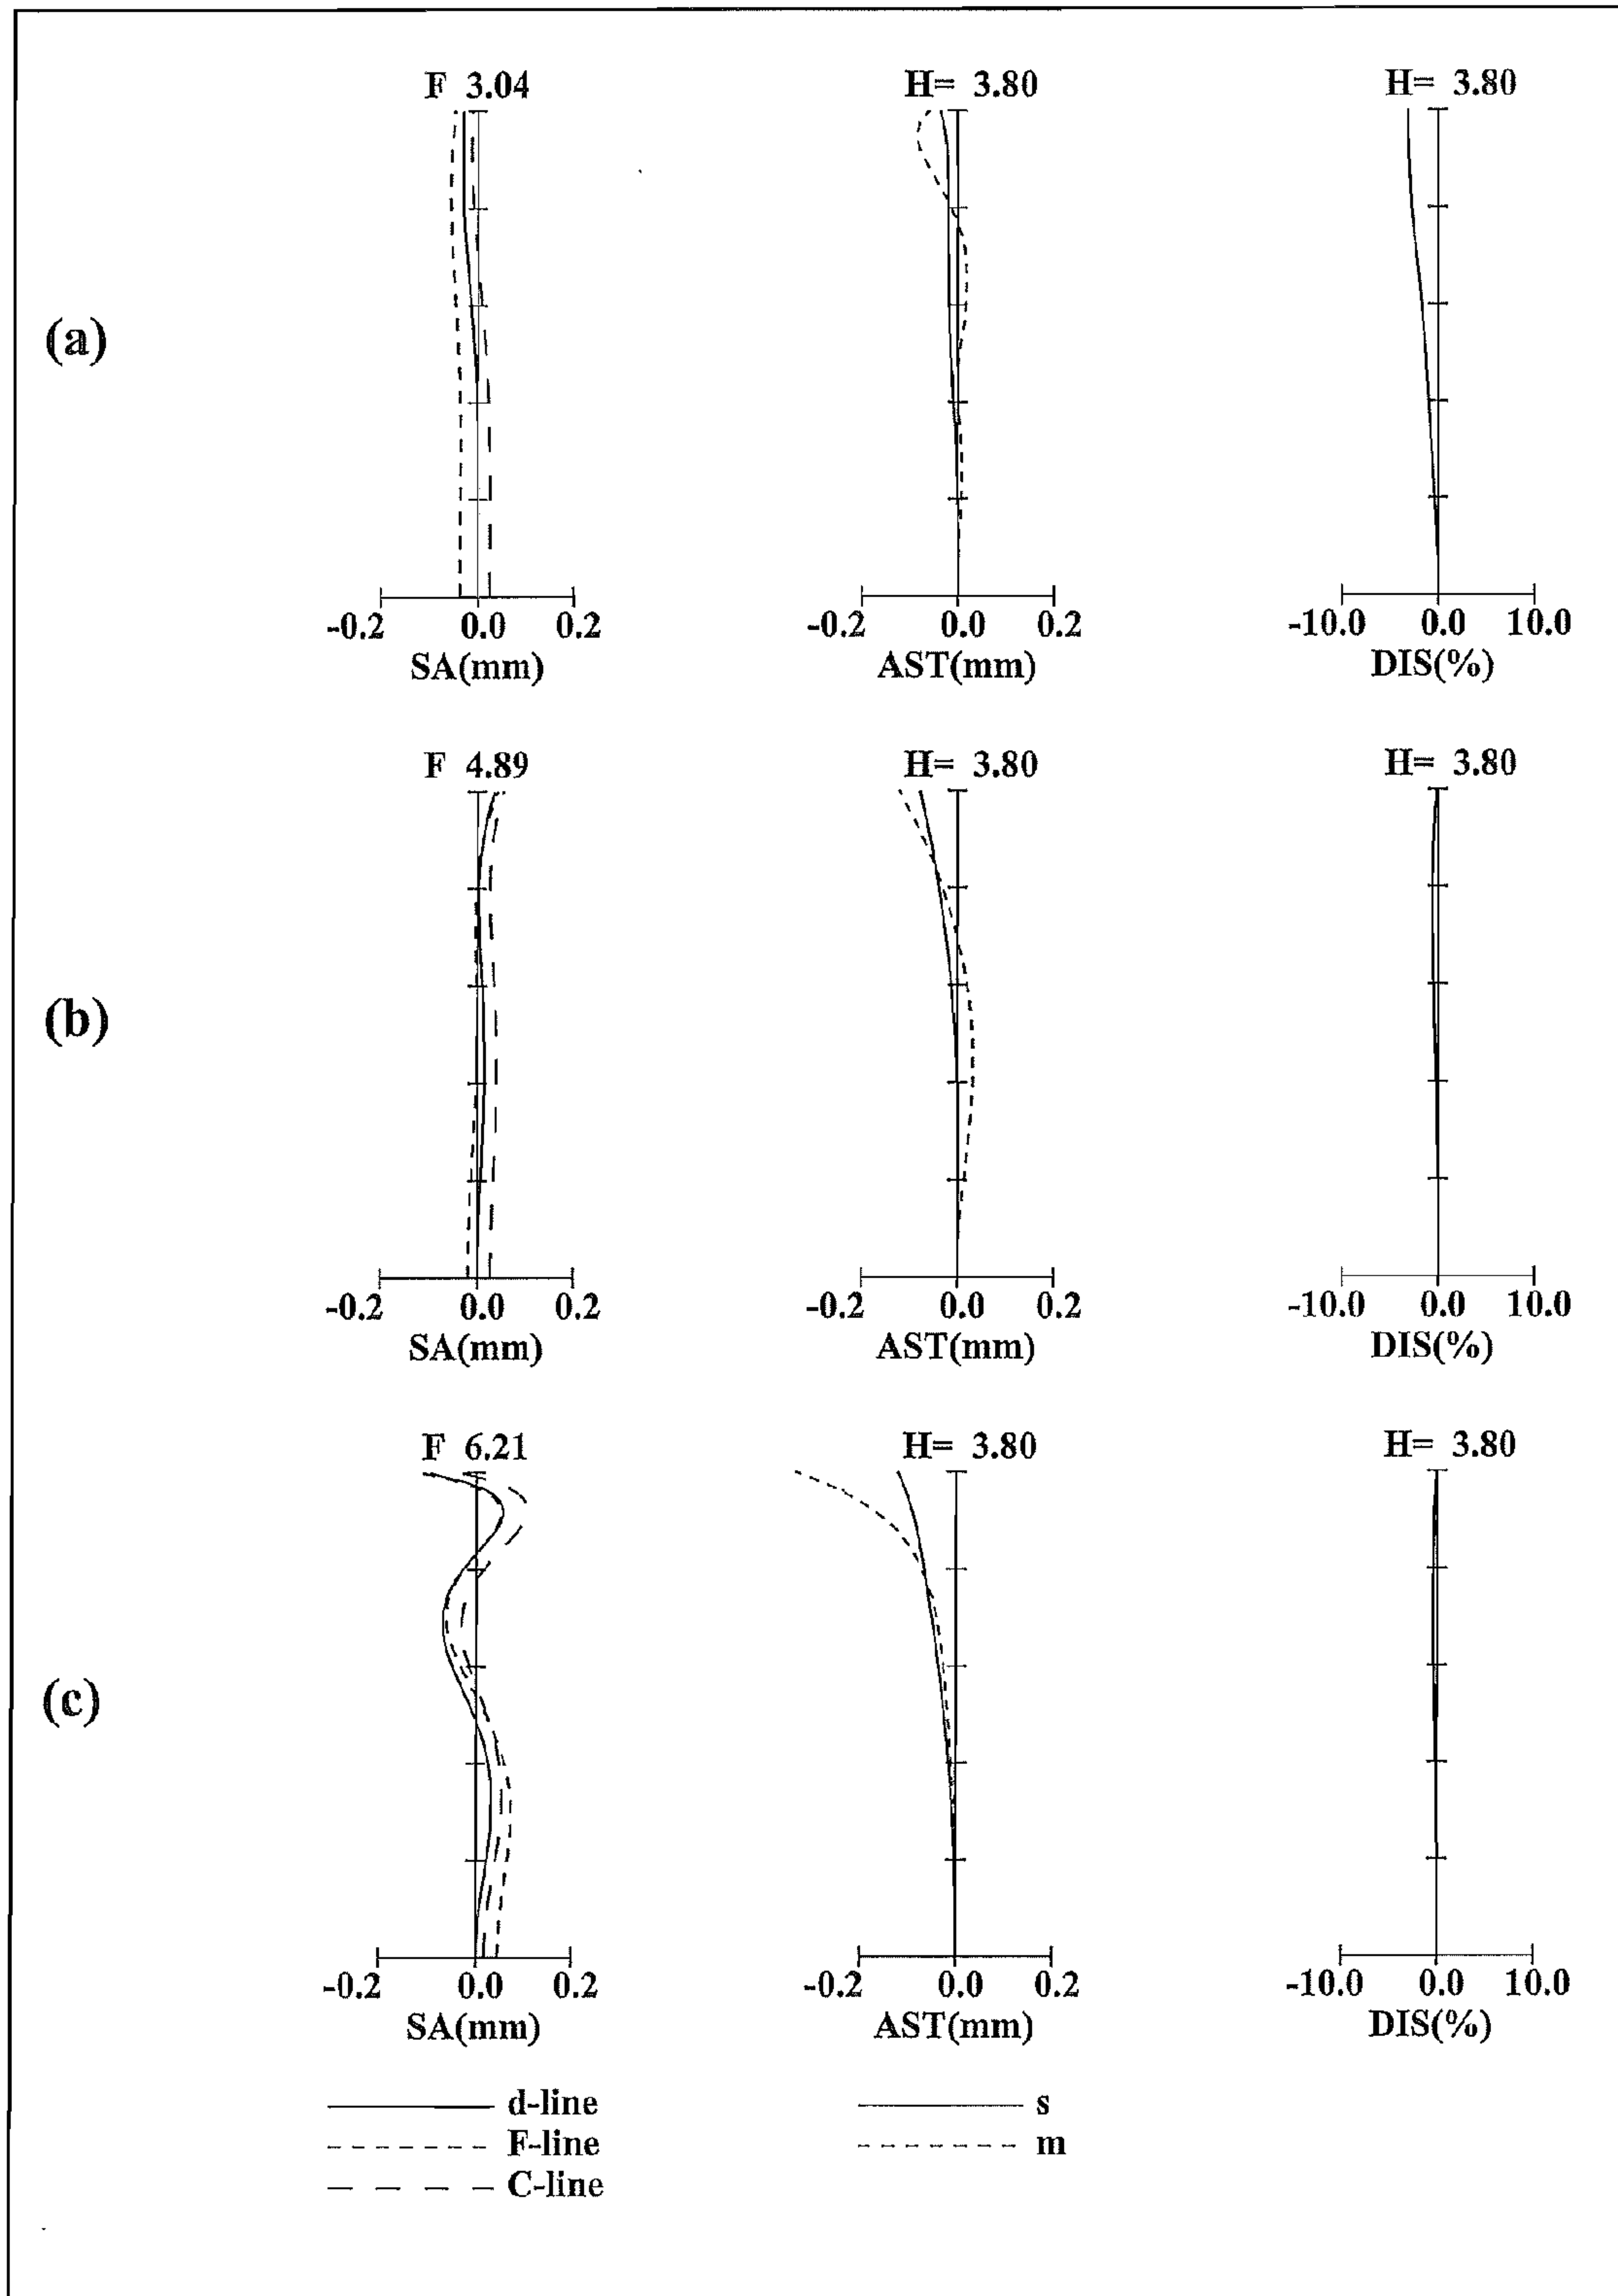 F 3.04 H= 3.80 H= 3.80
(a)
-0.2 0.0 0.2 -0.2 0.0 0.2 -10.0 0.0 10.0
SA(mm) AST(mm) DIS(%)
F 4.89 H= 3.80 H= 3.80
(b)
-0.2 0.0 0.2 -0.2 0.0 0.2 -10.0 0.0 10.0
SA(mm) AST(mm) DIS(%)
F 6.21 H= 3.80 H= 3.80
(c)
-0.2 0.0 0.2 -0.2 0.0 0.2 -10.0 0.0 10.0
SA(mm) AST(mm) DIS(%)
d-line s
F-line m
C-line